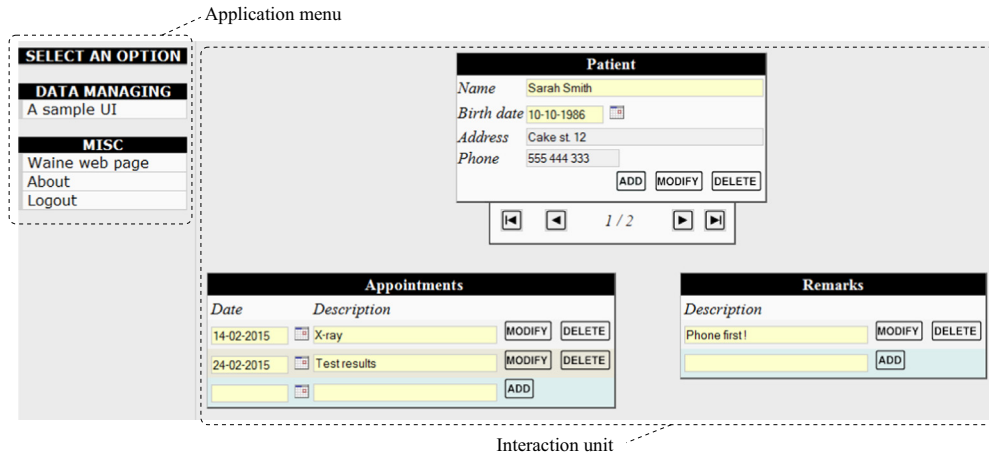 Application menu
SELECT AN OPTION
DATA MANAGING
A sample UI
MISC
Waine web page
About
Logout
Patient
Name Sarah Smith
Birth date 10-10-1986
Address Cake st. 12
Phone 555 444 333
ADD MODIFY DELETE
1 / 2
Appointments
Date Description
14-02-2015 X-ray MODIFY DELETE
24-02-2015 Test results MODIFY DELETE
ADD
Remarks
Description
Phone first! MODIFY DELETE
ADD
Interaction unit